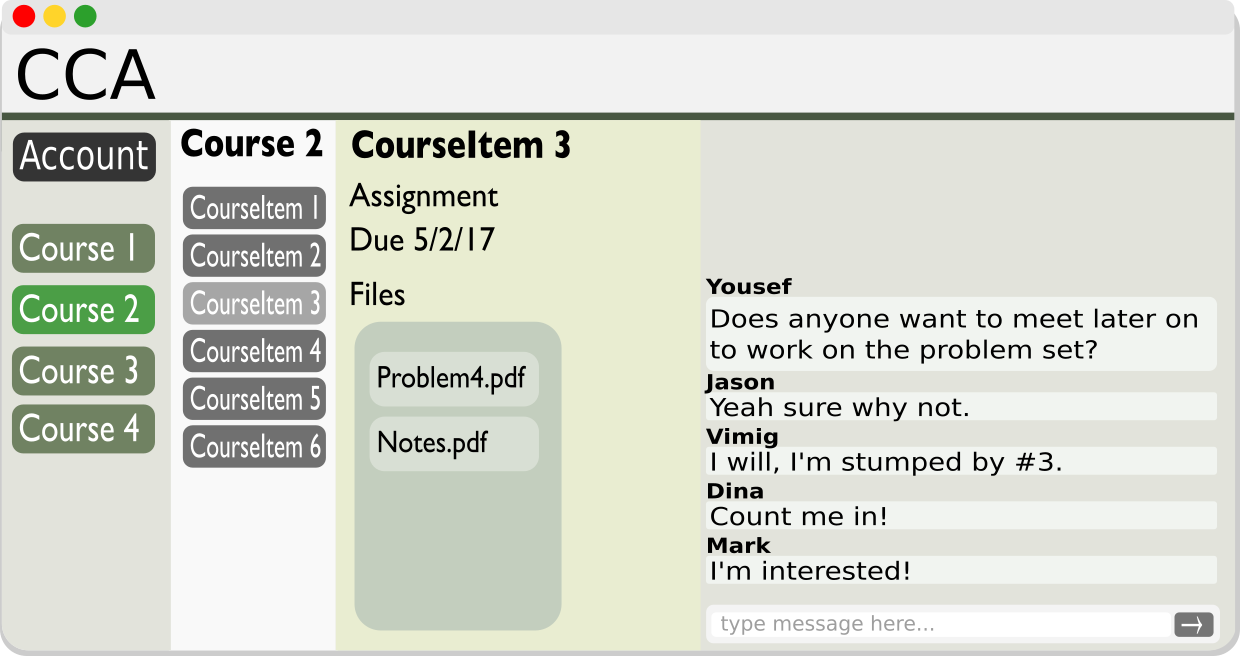 CCA
Account
Course 1
Course 2
Course 3
Course 4
Course 2
CourseItem 1
CourseItem 2
CourseItem 3
CourseItem 4
CourseItem 5
CourseItem 6
CourseItem 3
Assignment
Due 5/2/17
Files
Problem4.pdf
Notes.pdf
Yousef
Does anyone want to meet later on
to work on the problem set?
Jason
Yeah sure why not.
Vimig
I will, I'm stumped by #3.
Dina
Count me in!
Mark
I'm interested!
type message here...